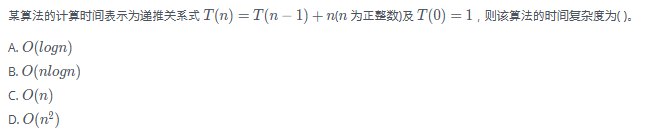 某算法的计算时间表示为递推关系式 T(n) = T(n − 1) + n(n 为正整数)及 T(0) = 1，则该算法的时间复杂度为( )。
A. O(logn)
B. O(nlogn)
C. O(n)
D. O(n²)